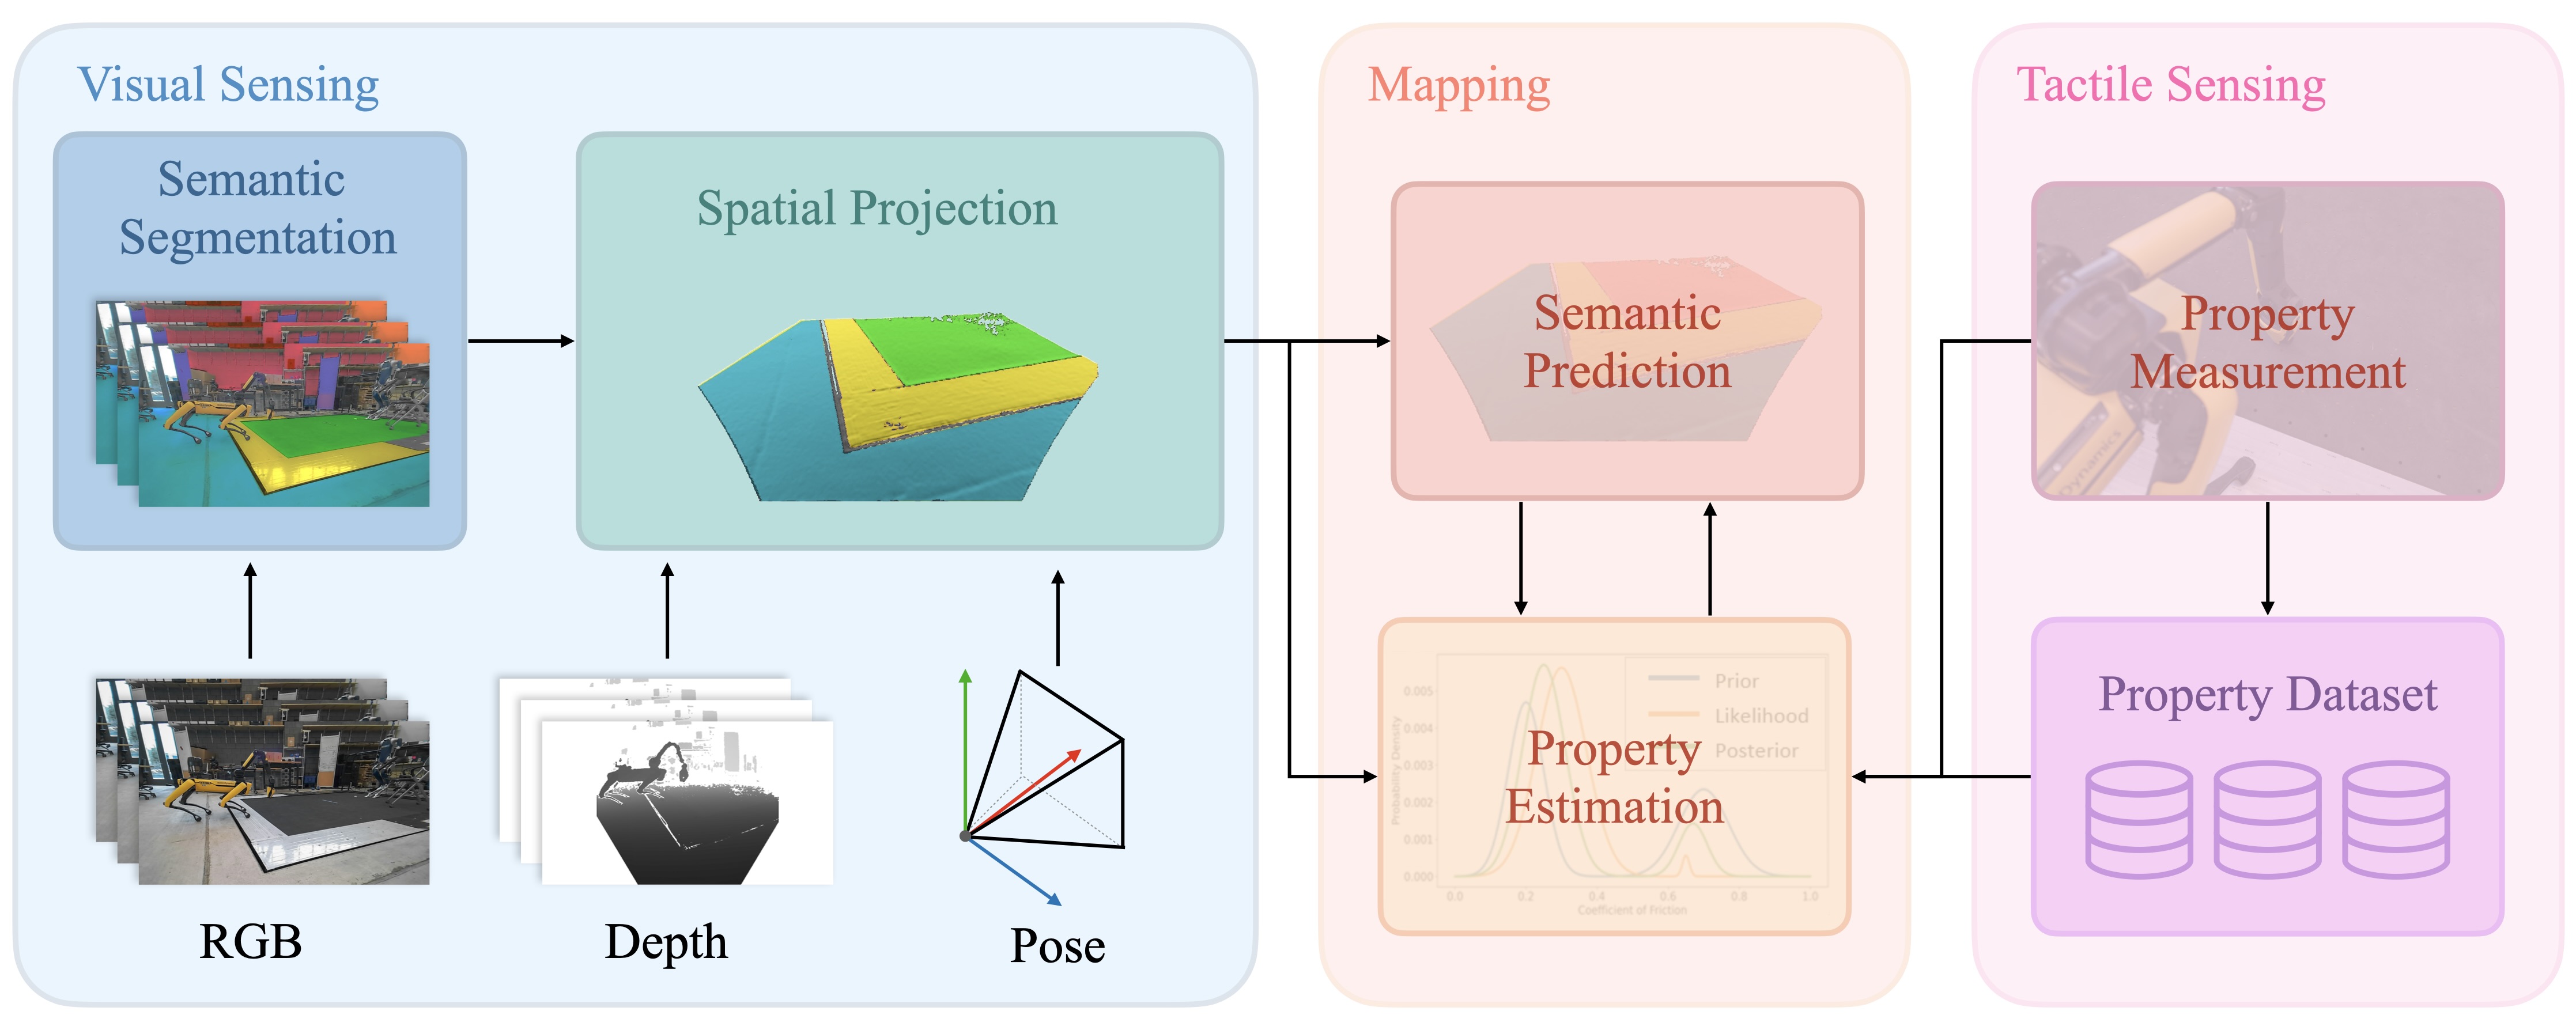 Visual Sensing
Semantic
Segmentation
Spatial Projection
RGB
Depth
Pose
Mapping
Semantic
Prediction
Property
Estimation
Prior
Likelihood
Posterior
Probability Density
0.005
0.004
0.003
0.002
0.001
0.000
0.0
0.2
0.4
0.6
0.8
1.0
Coefficient of Friction
Tactile Sensing
Property
Measurement
Dynamics
Property Dataset